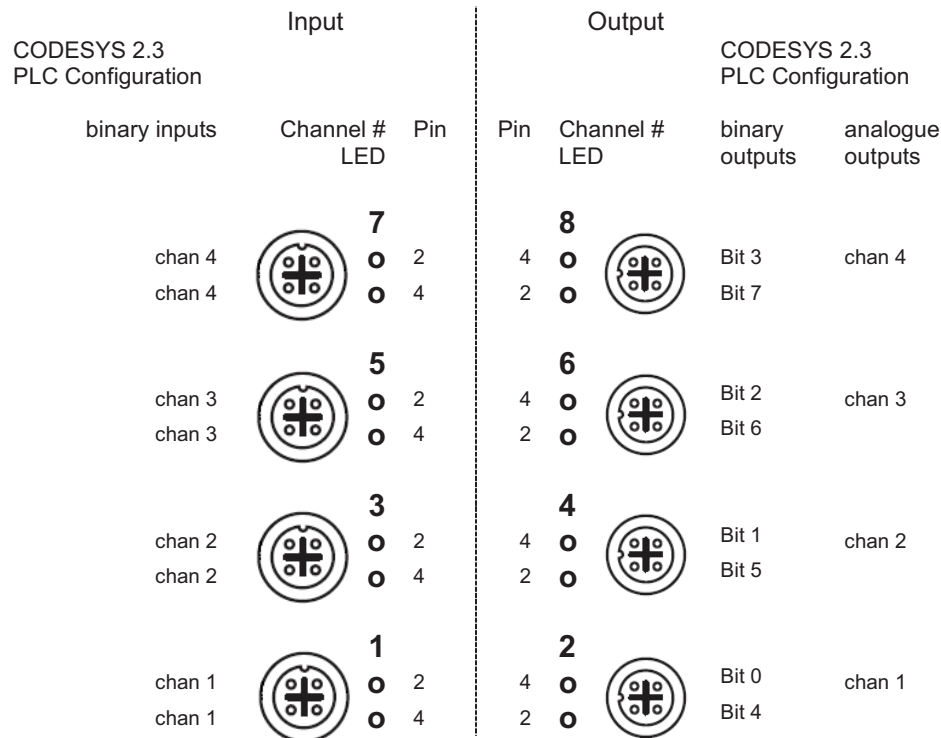 Input Output
CODESYS 2.3 CODESYS 2.3
PLC Configuration PLC Configuration
binary inputs Channel # Pin Pin Channel # binary analogue
LED LED outputs outputs
7 8
chan 4 o 2 4 o Bit 3 chan 4
chan 4 o 4 2 o Bit 7
5 6
chan 3 o 2 4 o Bit 2 chan 3
chan 3 o 4 2 o Bit 6
3 4
chan 2 o 2 4 o Bit 1 chan 2
chan 2 o 4 2 o Bit 5
1 2
chan 1 o 2 4 o Bit 0 chan 1
chan 1 o 4 2 o Bit 4